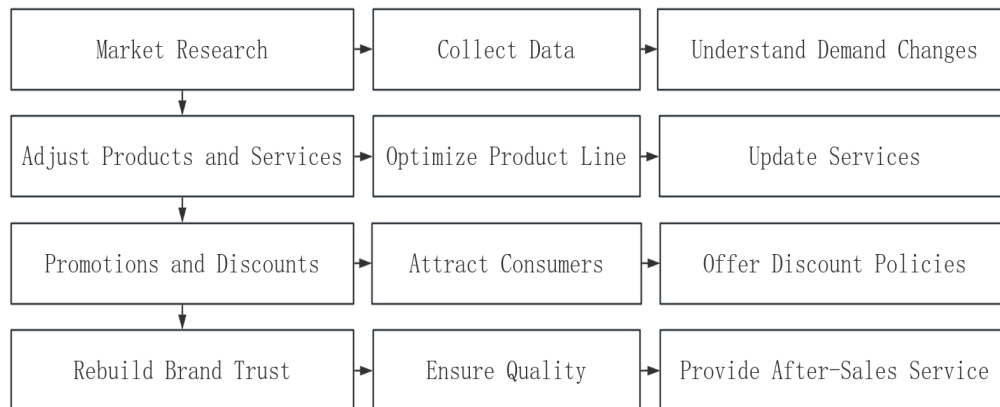 Market Research
Collect Data
Understand Demand Changes
Adjust Products and Services
Optimize Product Line
Update Services
Promotions and Discounts
Attract Consumers
Offer Discount Policies
Rebuild Brand Trust
Ensure Quality
Provide After-Sales Service